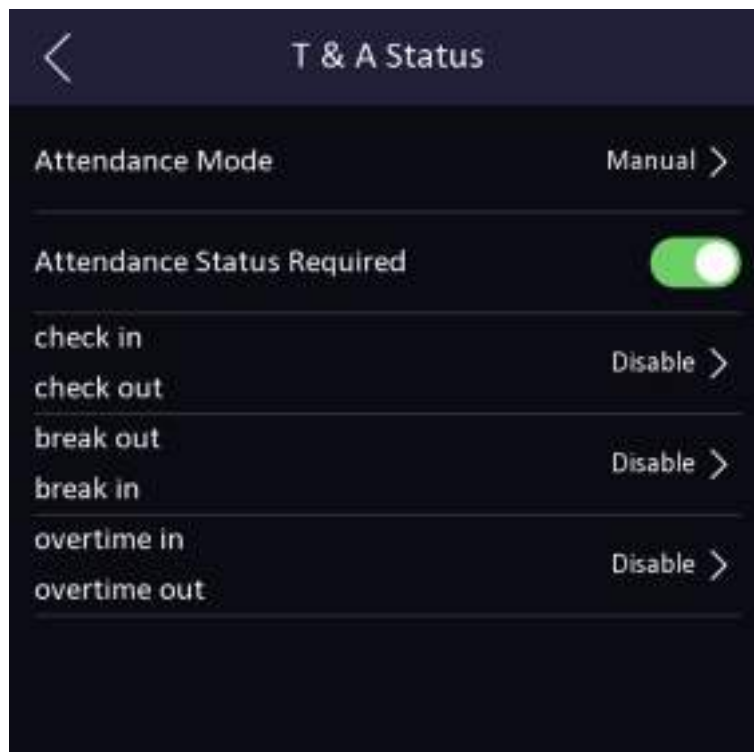 T & A Status
Attendance Mode Manual
Attendance Status Required
check in
check out
Disable
break out
break in
Disable
overtime in
overtime out
Disable